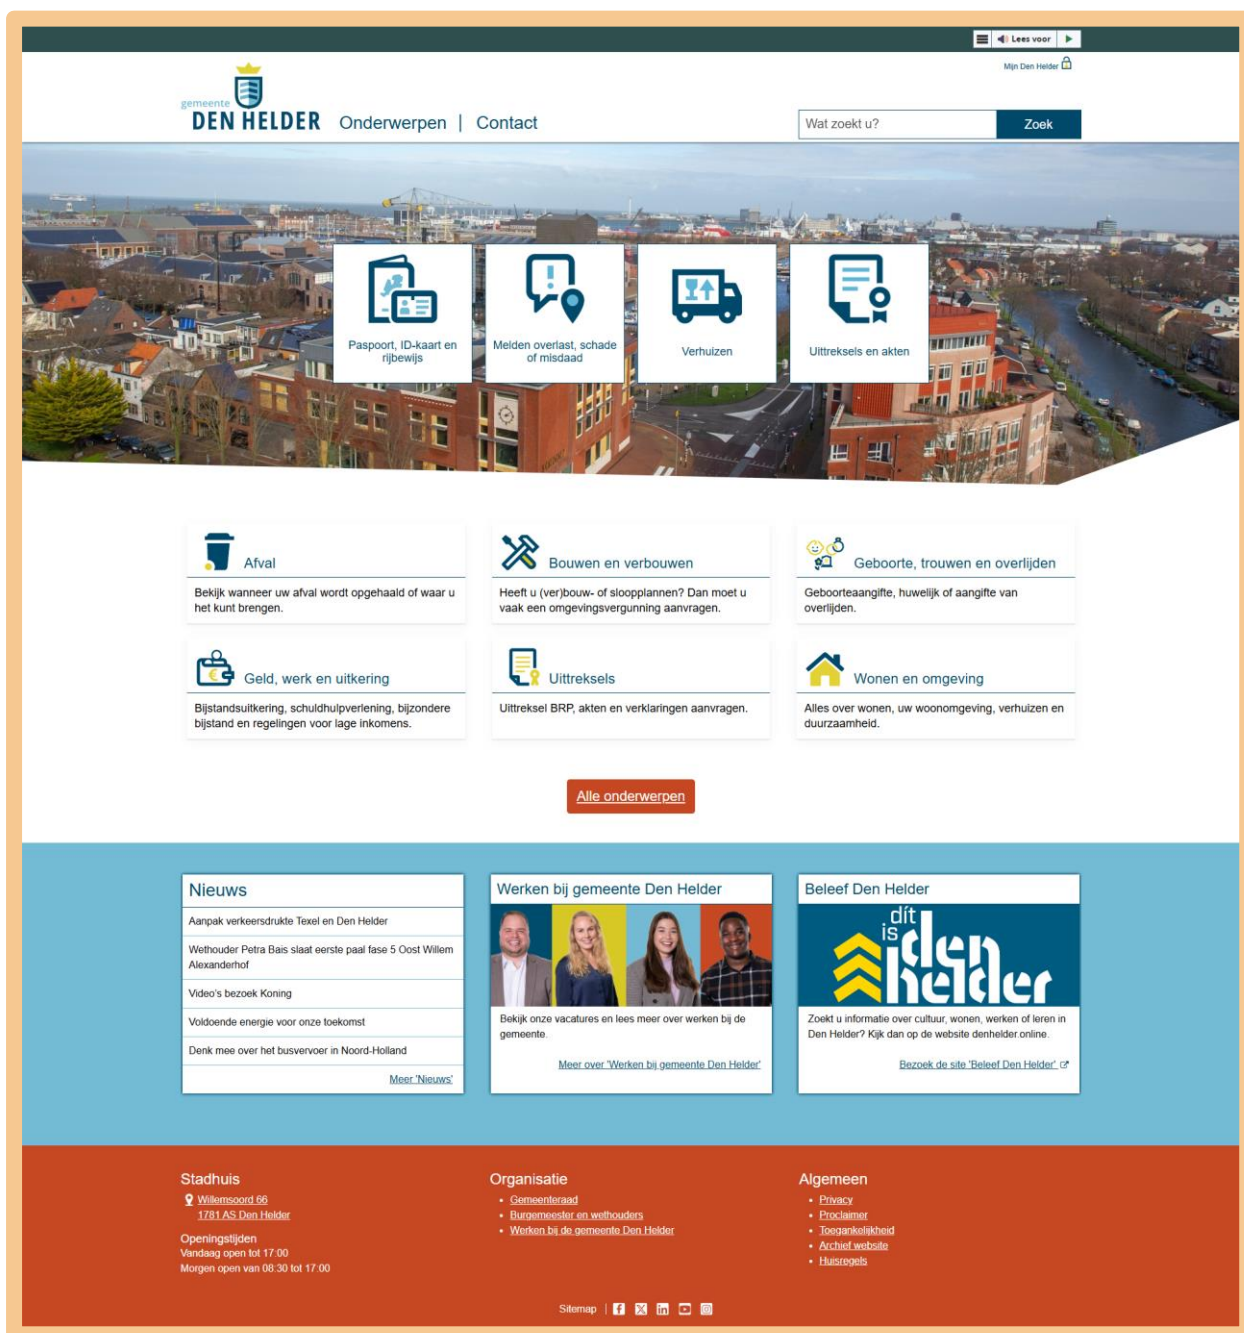 Lees voor
Mijn Den Helder
gemeente
DEN HELDER
Onderwerpen | Contact
Wat zoekt u?
Zoek
Paspoort, ID-kaart en
rijbewijs
Melden overlast, schade
of misdaad
Verhuizen
Uittreksels en akten
Afval
Bekijk wanneer uw afval wordt opgehaald of waar u
het kunt brengen.
Bouwen en verbouwen
Heeft u (ver)bouw- of sloopplannen? Dan moet u
vaak een omgevingsvergunning aanvragen.
Geboorte, trouwen en overlijden
Geboorteaangifte, huwelijk of aangifte van
overlijden.
Geld, werk en uitkering
Bijstandsuitkering, schuldhulpverlening, bijzondere
bijstand en regelingen voor lage inkomens.
Uittreksels
Uittreksel BRP, akten en verklaringen aanvragen.
Wonen en omgeving
Alles over wonen, uw woonomgeving, verhuizen en
duurzaamheid.
Alle onderwerpen
Nieuws
Aanpak verkeersdrukte Texel en Den Helder
Wethouder Petra Bais slaat eerste paal fase 5 Oost Willem
Alexanderhof
Video's bezoek Koning
Voldoende energie voor onze toekomst
Denk mee over het busvervoer in Noord-Holland
Meer 'Nieuws'
Werken bij gemeente Den Helder
Bekijk onze vacatures en lees meer over werken bij de
gemeente.
Meer over 'Werken bij gemeente Den Helder'
Beleef Den Helder
dít
is den
helder
Zoekt u informatie over cultuur, wonen, werken of leren in
Den Helder? Kijk dan op de website denhelder.online.
Bezoek de site 'Beleef Den Helder'
Stadhuis
Willemsoord 66
1781 AS Den Helder
Openingstijden
Vandaag open tot 17:00
Morgen open van 08:30 tot 17:00
Organisatie
• Gemeenteraad
• Burgemeester en wethouders
• Werken bij de gemeente Den Helder
Algemeen
• Privacy
• Proclaimer
• Toegankelijkheid
• Archief website
• Huisregels
Sitemap |